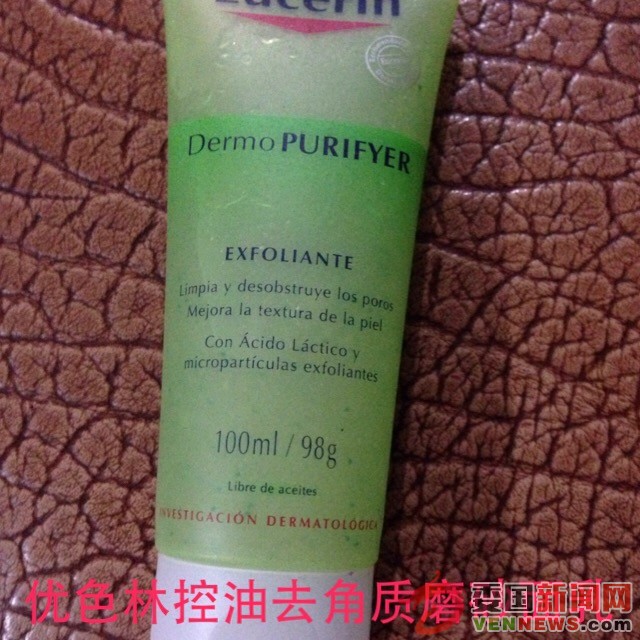 Eucerin
Dermo PURIFYER
EXFOLIANTE
Limpia y desobstruye los poros
Mejora la textura de la piel
Con Ácido Láctico y
micropartículas exfoliantes
100ml / 98g
Libre de aceites
INVESTIGACIÓN DERMATOLÓGICA
优色林控油去角质磨
委国新闻网
VENNEWS.COM